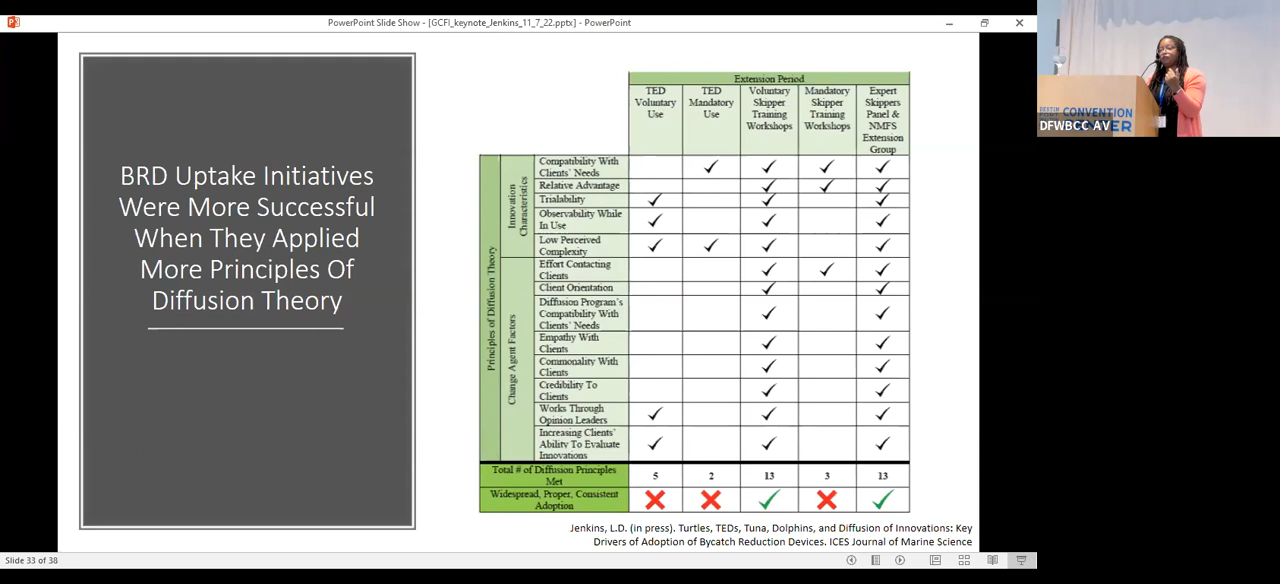 PowerPoint Slide Show - [GCFI_keynote_Jenkins_11_7_22.pptx] - PowerPoint
BRD Uptake Initiatives
Were More Successful
When They Applied
More Principles Of
Diffusion Theory
Extension Period
TED
Voluntary
Use
TED
Mandatory
Use
Voluntary
Skipper
Training
Workshops
Mandatory
Skipper
Training
Workshops
Expert
Skippers
Panel &
NMFS
Extension
Group
Principles of Diffusion Theory
Innovation
Characteristics
Compatibility With
Clients' Needs
Relative Advantage
Trialability
Observability While
In Use
Low Perceived
Complexity
Change Agent Factors
Effort Contacting
Clients
Client Orientation
Diffusion Program's
Compatibility With
Clients' Needs
Empathy With
Clients
Commonality With
Clients
Credibility To
Clients
Works Through
Opinion Leaders
Increasing Clients'
Ability To Evaluate
Innovations
Total # of Diffusion Principles
Met
5 2 13 3 13
Widespread, Proper, Consistent
Adoption
Jenkins, L.D. (in press). Turtles, TEDs, Tuna, Dolphins, and Diffusion of Innovations: Key
Drivers of Adoption of Bycatch Reduction Devices. ICES Journal of Marine Science
Slide 33 of 38
CONVENTION
DFWBCC AV